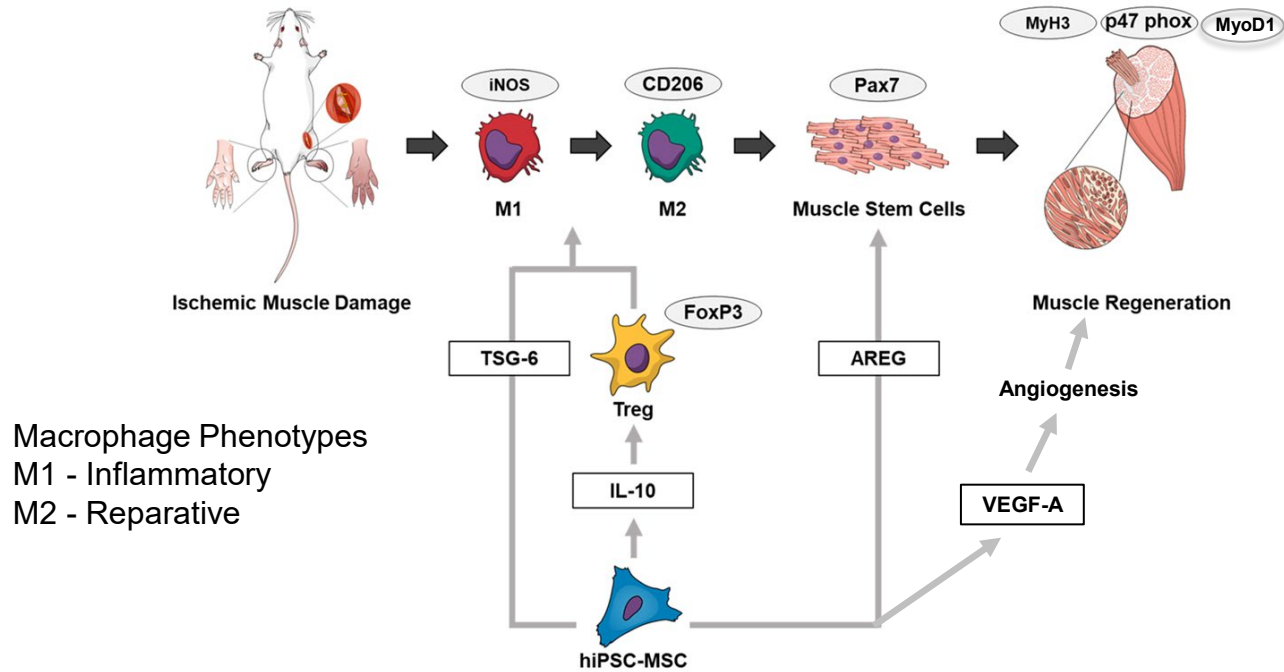 MyH3
p47 phox
MyoD1
iNOS
CD206
Pax7
M1
M2
Muscle Stem Cells
Ischemic Muscle Damage
Muscle Regeneration
FoxP3
TSG-6
AREG
Treg
Angiogenesis
Macrophage Phenotypes
M1 - Inflammatory
M2 - Reparative
IL-10
VEGF-A
hiPSC-MSC